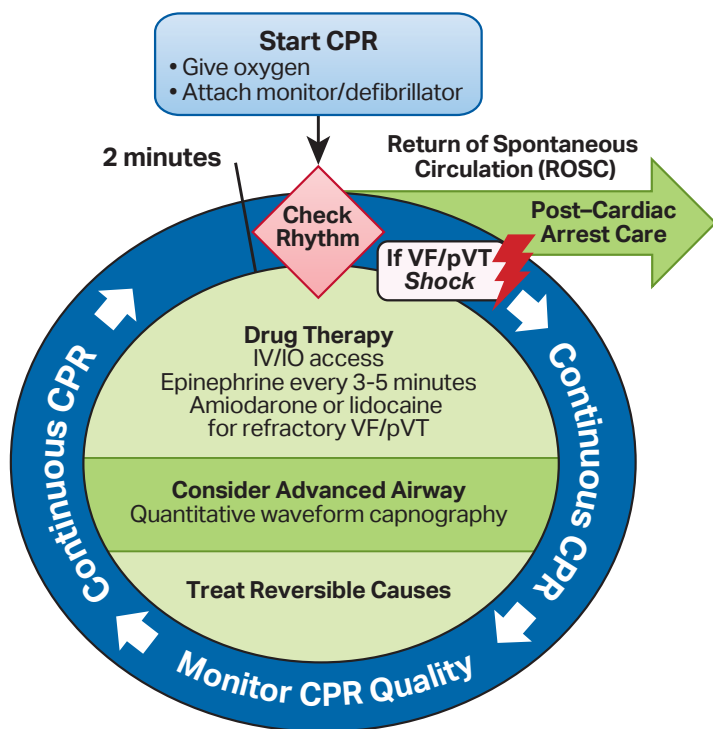 Start CPR
• Give oxygen
• Attach monitor/defibrillator
2 minutes
Return of Spontaneous
Circulation (ROSC)
Check
Rhythm
Post–Cardiac
Arrest Care
If VF/pVT
Shock
Drug Therapy
IV/IO access
Epinephrine every 3-5 minutes
Amiodarone or lidocaine
for refractory VF/pVT
Consider Advanced Airway
Quantitative waveform capnography
Treat Reversible Causes
Continuous CPR
Continuous CPR
Monitor CPR Quality